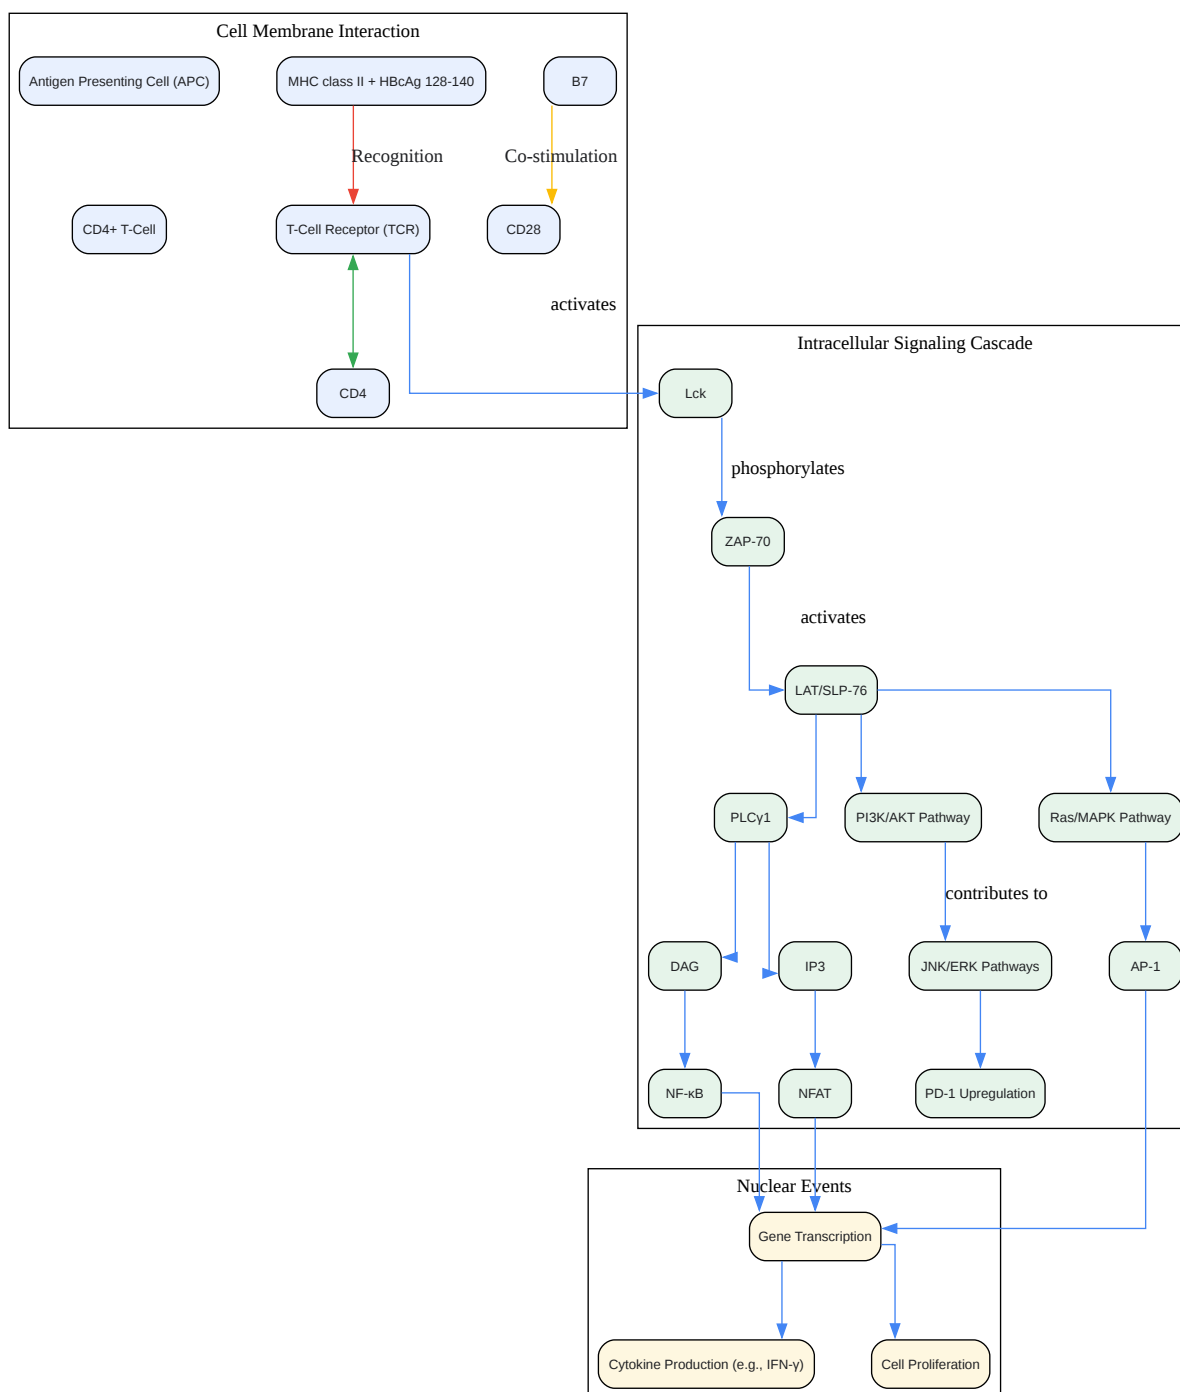 Cell Membrane Interaction
Antigen Presenting Cell (APC)
MHC class II + HBcAg 128-140
B7
Recognition
Co-stimulation
CD4+ T-Cell
T-Cell Receptor (TCR)
CD28
activates
CD4
Intracellular Signaling Cascade
Lck
phosphorylates
ZAP-70
activates
LAT/SLP-76
PLCγ1
PI3K/AKT Pathway
Ras/MAPK Pathway
contributes to
DAG
IP3
JNK/ERK Pathways
AP-1
NF-κB
NFAT
PD-1 Upregulation
Nuclear Events
Gene Transcription
Cytokine Production (e.g., IFN-γ)
Cell Proliferation